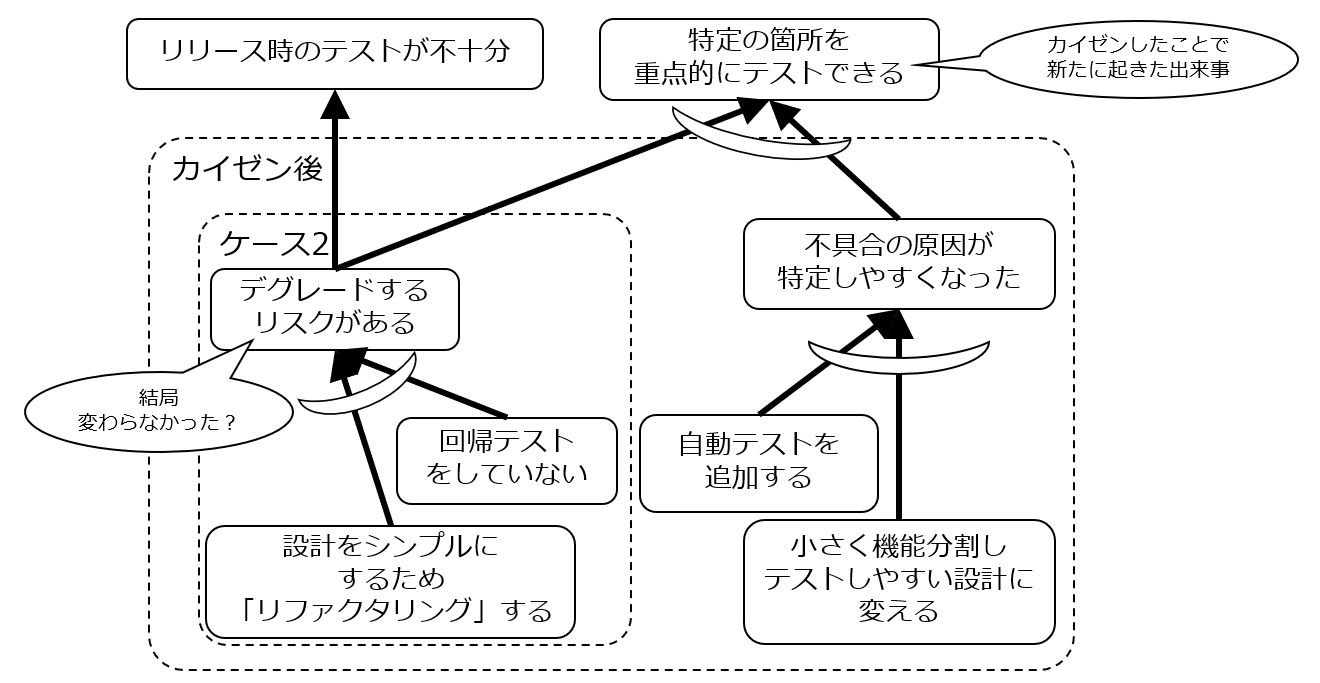 リリース時のテストが不十分
特定の箇所を
重点的にテストできる
カイゼンしたことで
新たに起きた出来事
カイゼン後
ケース2
デグレードする
リスクがある
不具合の原因が
特定しやすくなった
結局
変わらなかった？
回帰テスト
をしていない
自動テストを
追加する
設計をシンプルに
するため
「リファクタリング」する
小さく機能分割し
テストしやすい設計に
変える